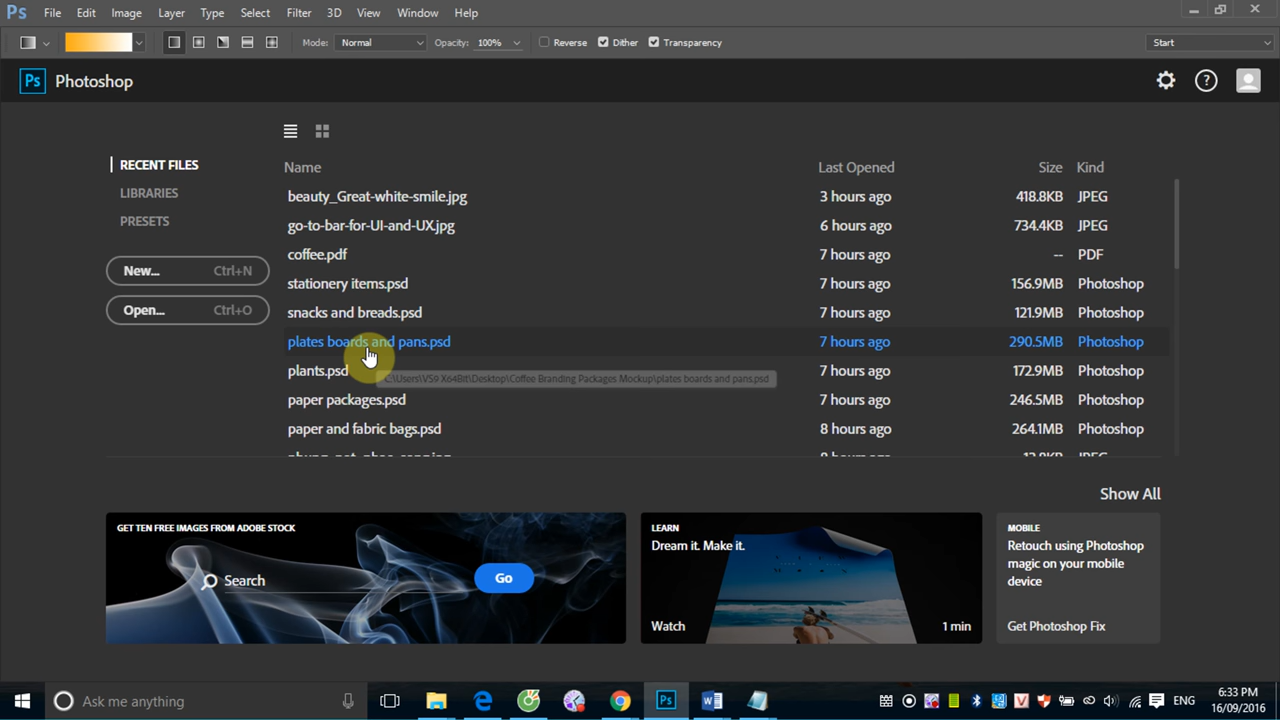 Ps File Edit Image Layer Type Select Filter 3D View Window Help
Mode: Normal Opacity: 100% Reverse Dither Transparency Start
Ps Photoshop
RECENT FILES
LIBRARIES
PRESETS
New... Ctrl+N
Open... Ctrl+O
Name Last Opened Size Kind
beauty_Great-white-smile.jpg 3 hours ago 418.8KB JPEG
go-to-bar-for-UI-and-UX.jpg 6 hours ago 734.4KB JPEG
coffee.pdf 7 hours ago -- PDF
stationery items.psd 7 hours ago 156.9MB Photoshop
snacks and breads.psd 7 hours ago 121.9MB Photoshop
plates boards and pans.psd 7 hours ago 290.5MB Photoshop
plants.psd 7 hours ago 172.9MB Photoshop
C:\Users\VS9 X64Bit\Desktop\Coffee Branding Packages Mockup\plates boards and pans.psd
paper packages.psd 7 hours ago 246.5MB Photoshop
paper and fabric bags.psd 8 hours ago 264.1MB Photoshop
8 hours ago JPEG
Show All
GET TEN FREE IMAGES FROM ADOBE STOCK
Search Go
LEARN
Dream it. Make it.
Watch 1 min
MOBILE
Retouch using Photoshop
magic on your mobile
device
Get Photoshop Fix
Ask me anything
Ps
ENG
6:33 PM
16/09/2016